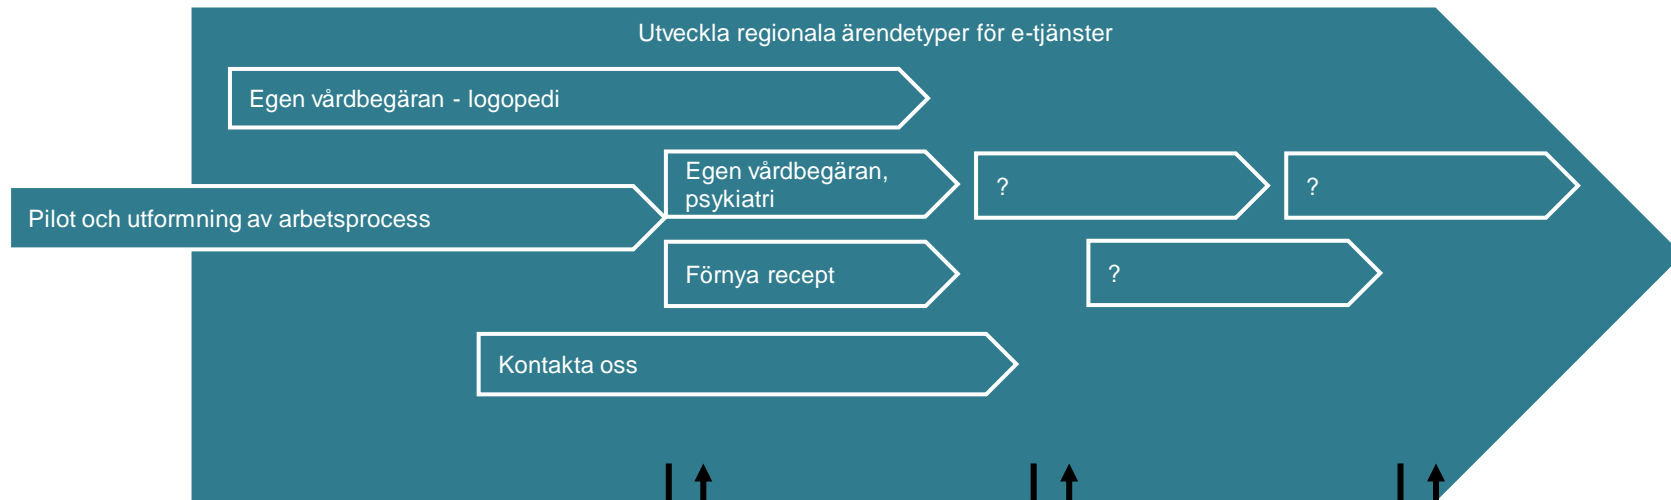 Utveckla regionala ärendetyper för e-tjänster
Egen vårdbegäran - logopedi
Egen vårdbegäran,
psykiatri
?
?
Pilot och utformning av arbetsprocess
Förnya recept
?
Kontakta oss